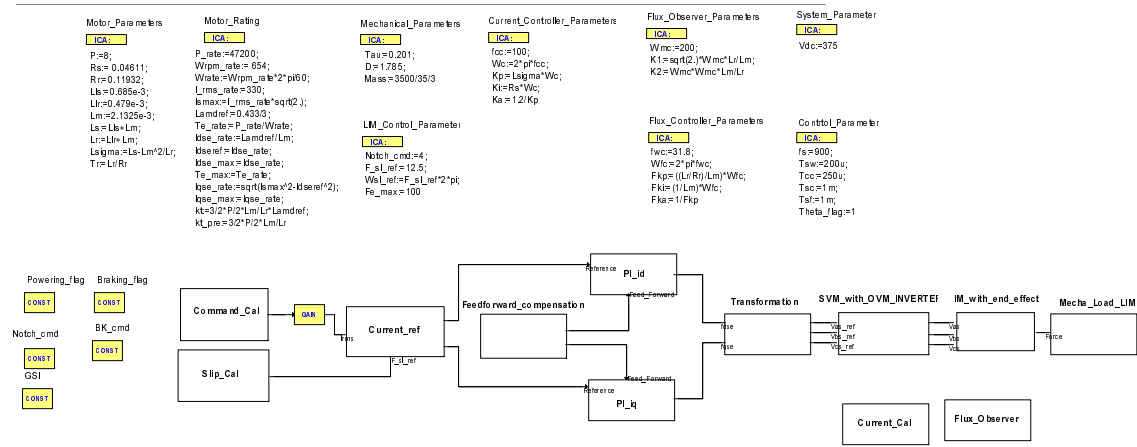 Motor_Parameters
ICA:
P:=8;
Rs:= 0.04611;
Rr:=0.11932;
Lls:=0.685e-3;
Llr:=0.479e-3;
Lm:=2.1325e-3;
Ls:=Lls+Lm;
Lr:=Llr+Lm;
Lsigma:=Ls-Lm^2/Lr;
Tr:=Lr/Rr
Motor_Rating
ICA:
P_rate:=47200;
Wrpm_rate:=654;
Wrate:=Wrpm_rate*2*pi/60;
I_rms_rate:=330;
Ismax:=I_rms_rate*sqrt(2.);
Lamdref:=0.433/3;
Te_rate:=P_rate/Wrate;
Idse_rate:=Lamdref/Lm;
Idseref:=Idse_rate;
Idse_max:=Idse_rate;
Te_max:=Te_rate;
Iqse_rate:=sqrt(Ismax^2-Idseref^2);
Iqse_max:=Iqse_rate;
kt:=3/2*P/2*Lm/Lr*Lamdref;
kt_pre:=3/2*P/2*Lm/Lr
Mechanical_Parameters
ICA:
Tau:=0.201;
D:=1.785;
Mass:=3500/35/3
LIM_Control_Parameter
ICA:
Notch_cmd:=4;
F_sl_ref:=12.5;
Wsl_ref:=F_sl_ref*2*pi;
Fe_max:=100
Current_Controller_Parameters
ICA:
fcc:=100;
Wc:=2*pi*fcc;
Kp:=Lsigma*Wc;
Ki:=Rs*Wc;
Ka:=1.2/Kp
Flux_Observer_Parameters
ICA:
Wmc:=200;
K1:=sqrt(2.)*Wmc*Lr/Lm;
K2:=Wmc*Wmc*Lm/Lr
Flux_Controller_Parameters
ICA:
fwc:=31.8;
Wfc:=2*pi*fwc;
Fkp:=((Lr/Rr)/Lm)*Wfc;
Fki:=(1/Lm)*Wfc;
Fka:=1/Fkp
System_Parameter
ICA:
Vdc:=375
Contrtol_Parameter
ICA:
fs:=900;
Tsw:=200u;
Tcc:=250u;
Tsc:=1m;
Tsf:=1m;
Theta_flag:=1
Powering_flag
CONST
Braking_flag
CONST
Notch_cmd
CONST
BK_cmd
CONST
GSI
CONST
Command_Cal
GAIN
Slip_Cal
Irms
Current_ref
F_sl_ref
Feedforward_compensation
Reference
PI_id
Feed_Forward
Feed_Forward
Reference
PI_iq
Transformation
SVM_with_OVM_INVERTER
Vas_ref
Vbs_ref
Vcs_ref
IM_with_end_effect
Vas
Vbs
Vcs
Mecha_Load_LIM
Force
Current_Cal
Flux_Observer